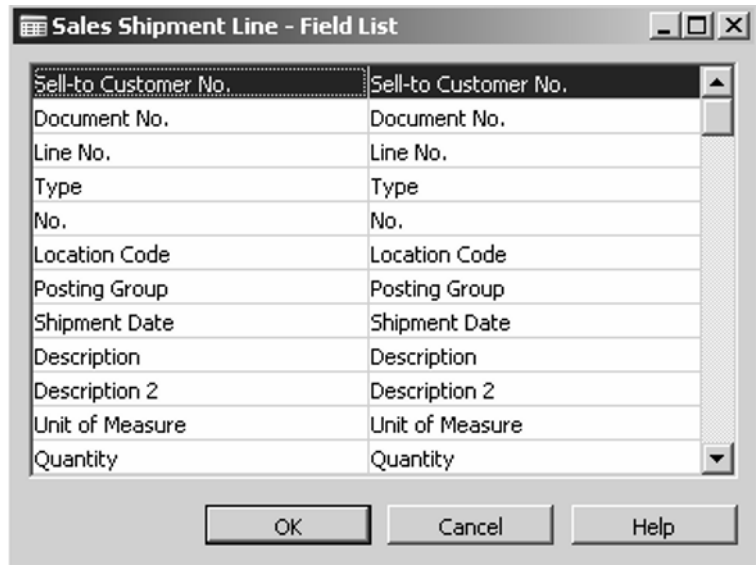 Sales Shipment Line - Field List
Sell-to Customer No. Sell-to Customer No.
Document No. Document No.
Line No. Line No.
Type Type
No. No.
Location Code Location Code
Posting Group Posting Group
Shipment Date Shipment Date
Description Description
Description 2 Description 2
Unit of Measure Unit of Measure
Quantity Quantity
OK Cancel Help